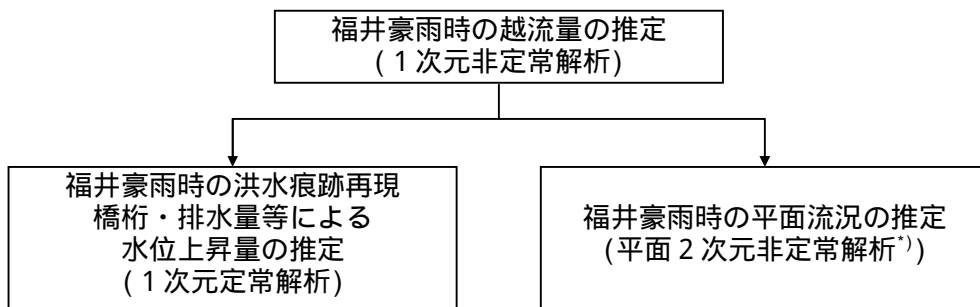 福井豪雨時の越流量の推定
(１次元非定常解析)
福井豪雨時の洪水痕跡再現
橋桁・排水量等による
水位上昇量の推定
(１次元定常解析)
福井豪雨時の平面流況の推定
(平面２次元非定常解析*))